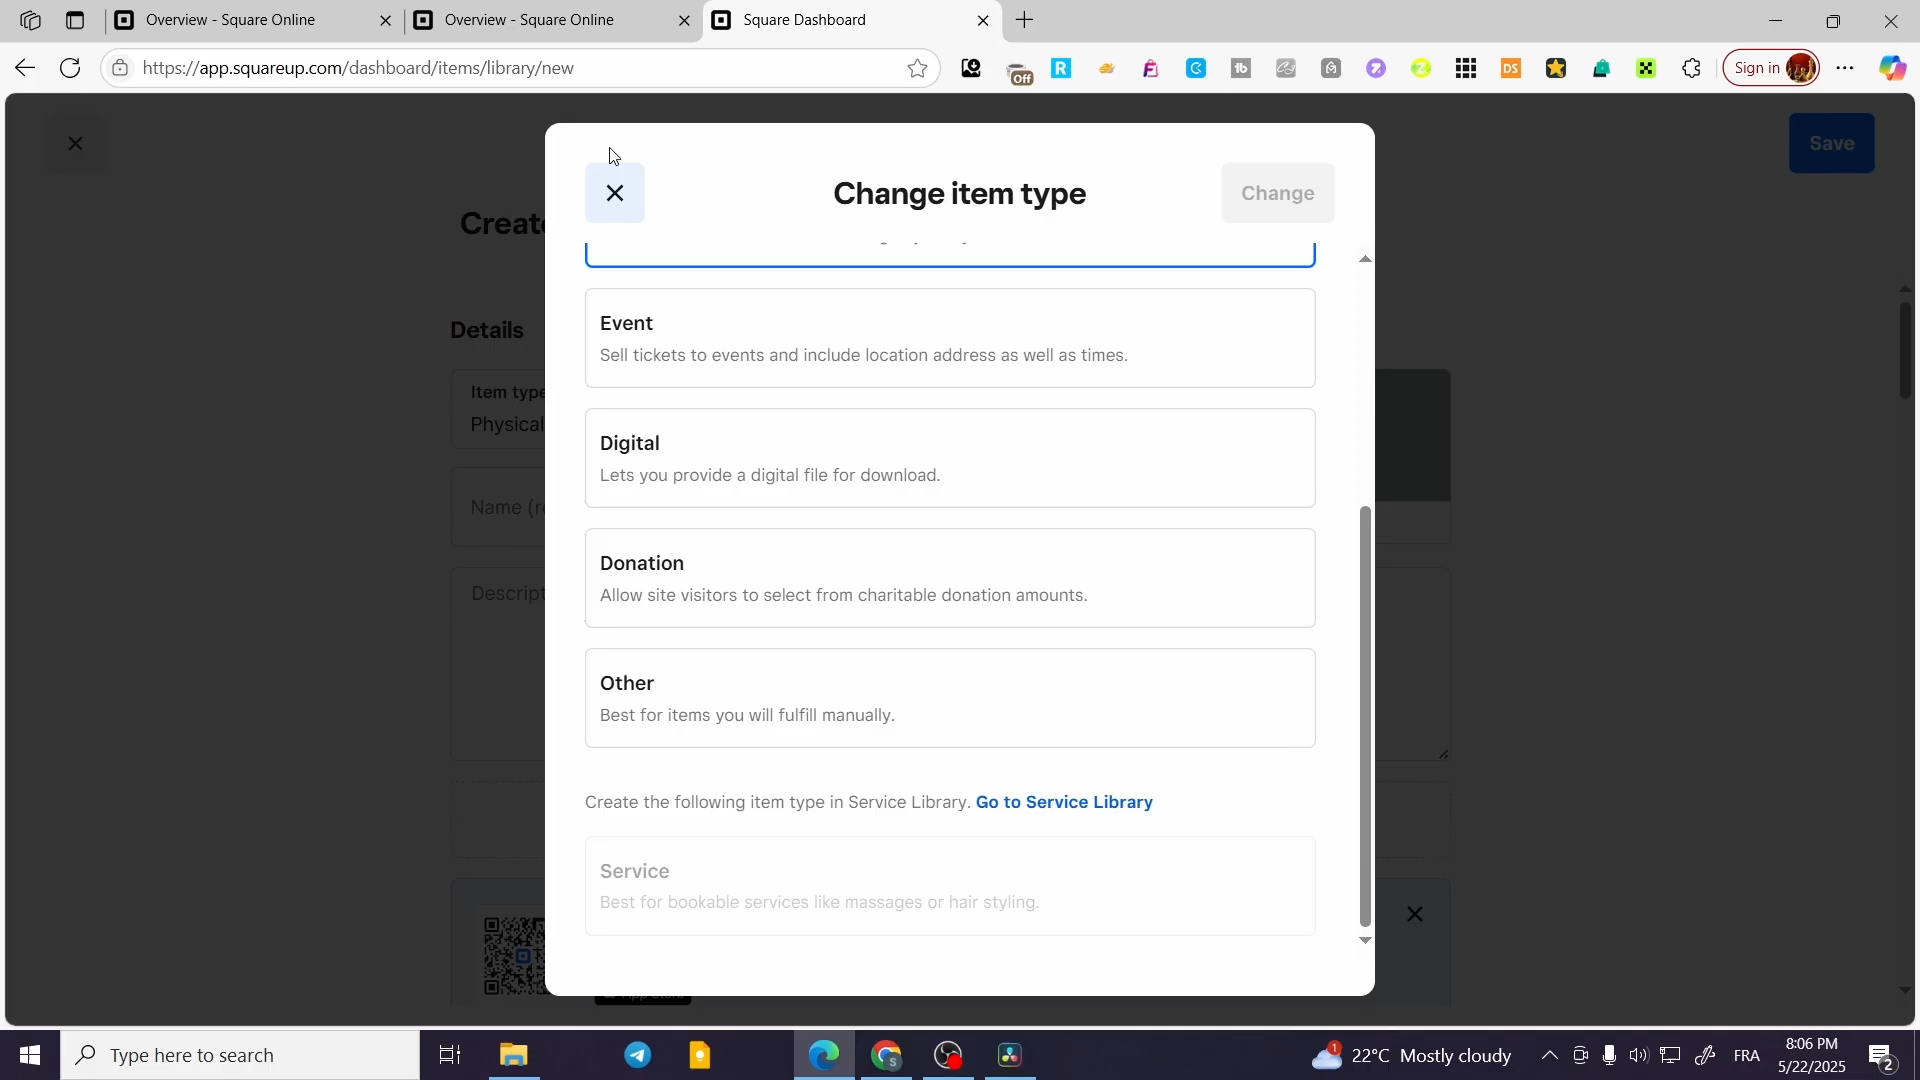 Overview - Square Online
Overview - Square Online
Square Dashboard
https://app.squareup.com/dashboard/items/library/new
Off
Sign in
Save
Change item type
Change
Create
Details
Event
Sell tickets to events and include location address as well as times.
Item type
Physical
Digital
Lets you provide a digital file for download.
Name (r
Donation
Allow site visitors to select from charitable donation amounts.
Descript
Other
Best for items you will fulfill manually.
Create the following item type in Service Library. Go to Service Library
Service
Best for bookable services like massages or hair styling.
App Store
Type here to search
1
22°C Mostly cloudy
FRA
8:06 PM
5/22/2025
2